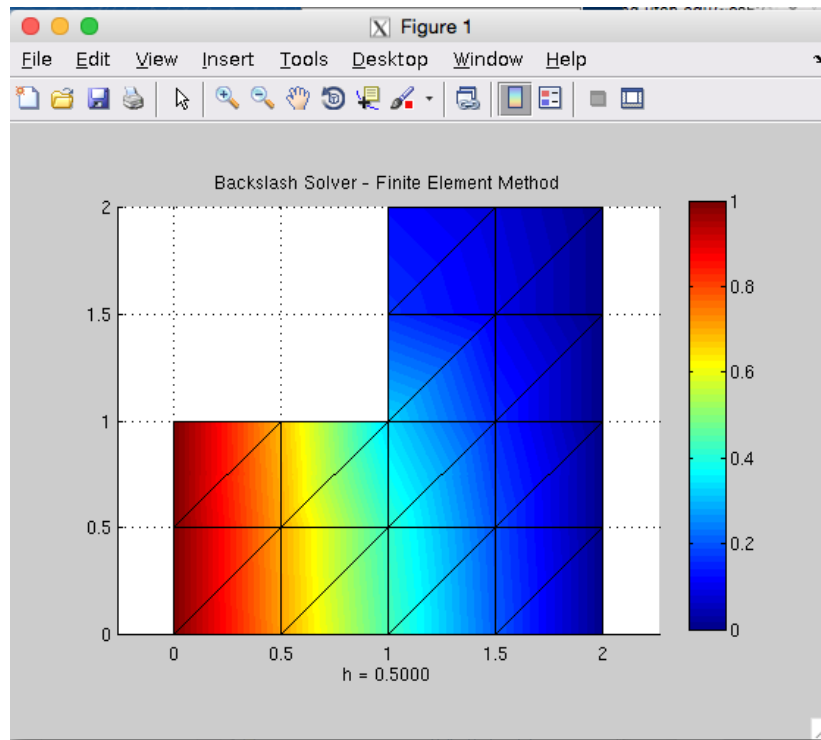 Figure 1
File Edit View Insert Tools Desktop Window Help
Backslash Solver - Finite Element Method
2
1.5
1
0.5
0
0 0.5 1 1.5 2
h = 0.5000
1
0.8
0.6
0.4
0.2
0